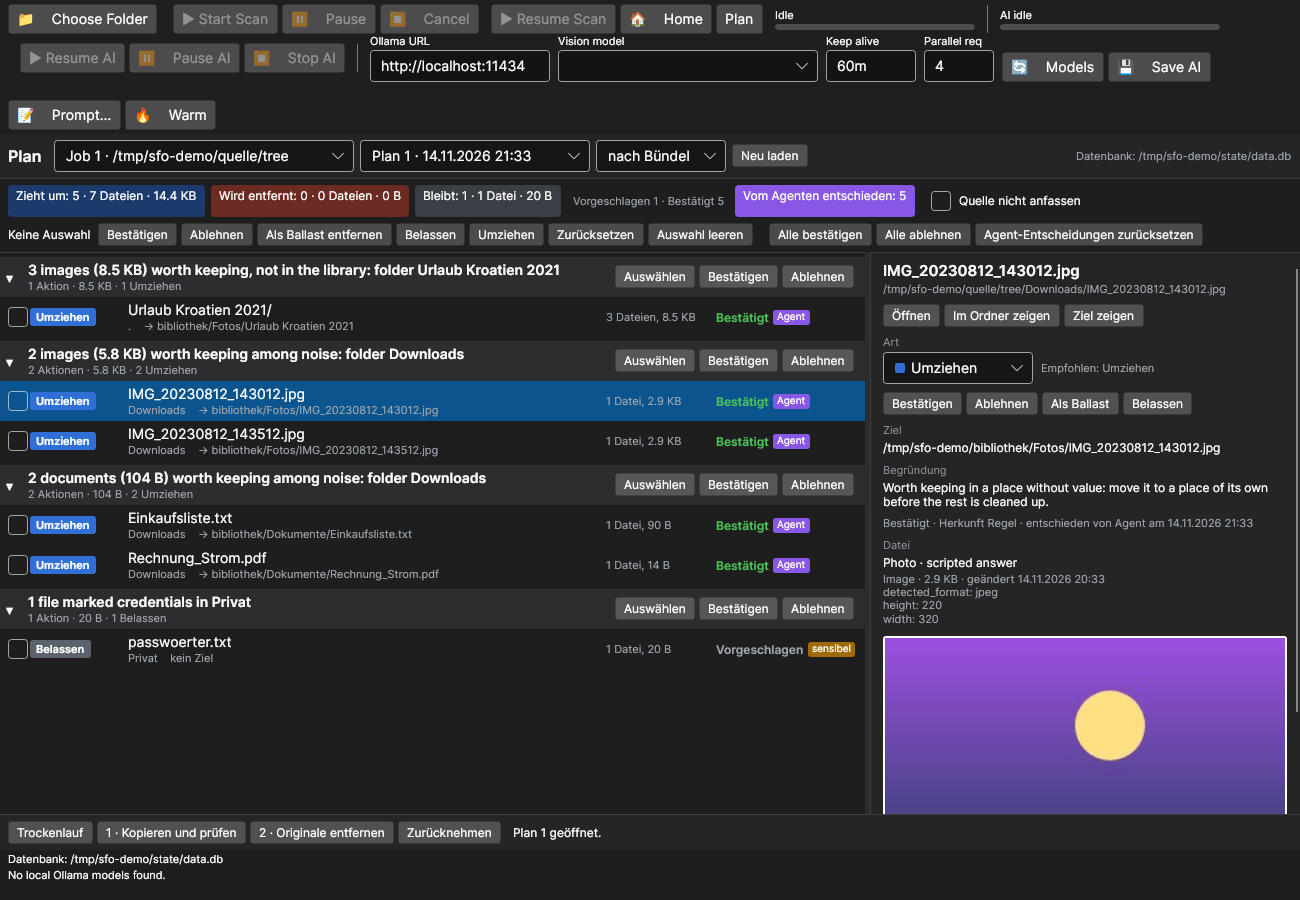 Choose Folder Start Scan Pause Cancel Resume Scan Home Plan Idle AI idle
Resume AI Pause AI Stop AI Ollama URL http://localhost:11434 Vision model Keep alive 60m Parallel req 4 Models Save AI
Prompt... Warm
Plan Job 1 · /tmp/sfo-demo/quelle/tree Plan 1 · 14.11.2026 21:33 nach Bündel Neu laden Datenbank: /tmp/sfo-demo/state/data.db
Zieht um: 5 · 7 Dateien · 14.4 KB Wird entfernt: 0 · 0 Dateien · 0 B Bleibt: 1 · 1 Datei · 20 B Vorgeschlagen 1 · Bestätigt 5 Vom Agenten entschieden: 5 Quelle nicht anfassen
Keine Auswahl Bestätigen Ablehnen Als Ballast entfernen Belassen Umziehen Zurücksetzen Auswahl leeren Alle bestätigen Alle ablehnen Agent-Entscheidungen zurücksetzen
3 images (8.5 KB) worth keeping, not in the library: folder Urlaub Kroatien 2021
1 Aktion · 8.5 KB · 1 Umziehen
Auswählen Bestätigen Ablehnen
Umziehen Urlaub Kroatien 2021/ 3 Dateien, 8.5 KB Bestätigt Agent
. → bibliothek/Fotos/Urlaub Kroatien 2021
2 images (5.8 KB) worth keeping among noise: folder Downloads
2 Aktionen · 5.8 KB · 2 Umziehen
Auswählen Bestätigen Ablehnen
Umziehen IMG_20230812_143012.jpg 1 Datei, 2.9 KB Bestätigt Agent
Downloads → bibliothek/Fotos/IMG_20230812_143012.jpg
Umziehen IMG_20230812_143512.jpg 1 Datei, 2.9 KB Bestätigt Agent
Downloads → bibliothek/Fotos/IMG_20230812_143512.jpg
2 documents (104 B) worth keeping among noise: folder Downloads
2 Aktionen · 104 B · 2 Umziehen
Auswählen Bestätigen Ablehnen
Umziehen Einkaufsliste.txt 1 Datei, 90 B Bestätigt Agent
Downloads → bibliothek/Dokumente/Einkaufsliste.txt
Umziehen Rechnung_Strom.pdf 1 Datei, 14 B Bestätigt Agent
Downloads → bibliothek/Dokumente/Rechnung_Strom.pdf
1 file marked credentials in Privat
1 Aktion · 20 B · 1 Belassen
Auswählen Bestätigen Ablehnen
Belassen passwoerter.txt 1 Datei, 20 B Vorgeschlagen sensibel
Privat kein Ziel
IMG_20230812_143012.jpg
/tmp/sfo-demo/quelle/tree/Downloads/IMG_20230812_143012.jpg
Öffnen Im Ordner zeigen Ziel zeigen
Art
Umziehen Empfohlen: Umziehen
Bestätigen Ablehnen Als Ballast Belassen
Ziel
/tmp/sfo-demo/bibliothek/Fotos/IMG_20230812_143012.jpg
Begründung
Worth keeping in a place without value: move it to a place of its own
before the rest is cleaned up.
Bestätigt · Herkunft Regel · entschieden von Agent am 14.11.2026 21:33
Datei
Photo · scripted answer
Image · 2.9 KB · geändert 14.11.2026 20:33
detected_format: jpeg
height: 220
width: 320
Trockenlauf 1 · Kopieren und prüfen 2 · Originale entfernen Zurücknehmen Plan 1 geöffnet.
Datenbank: /tmp/sfo-demo/state/data.db
No local Ollama models found.